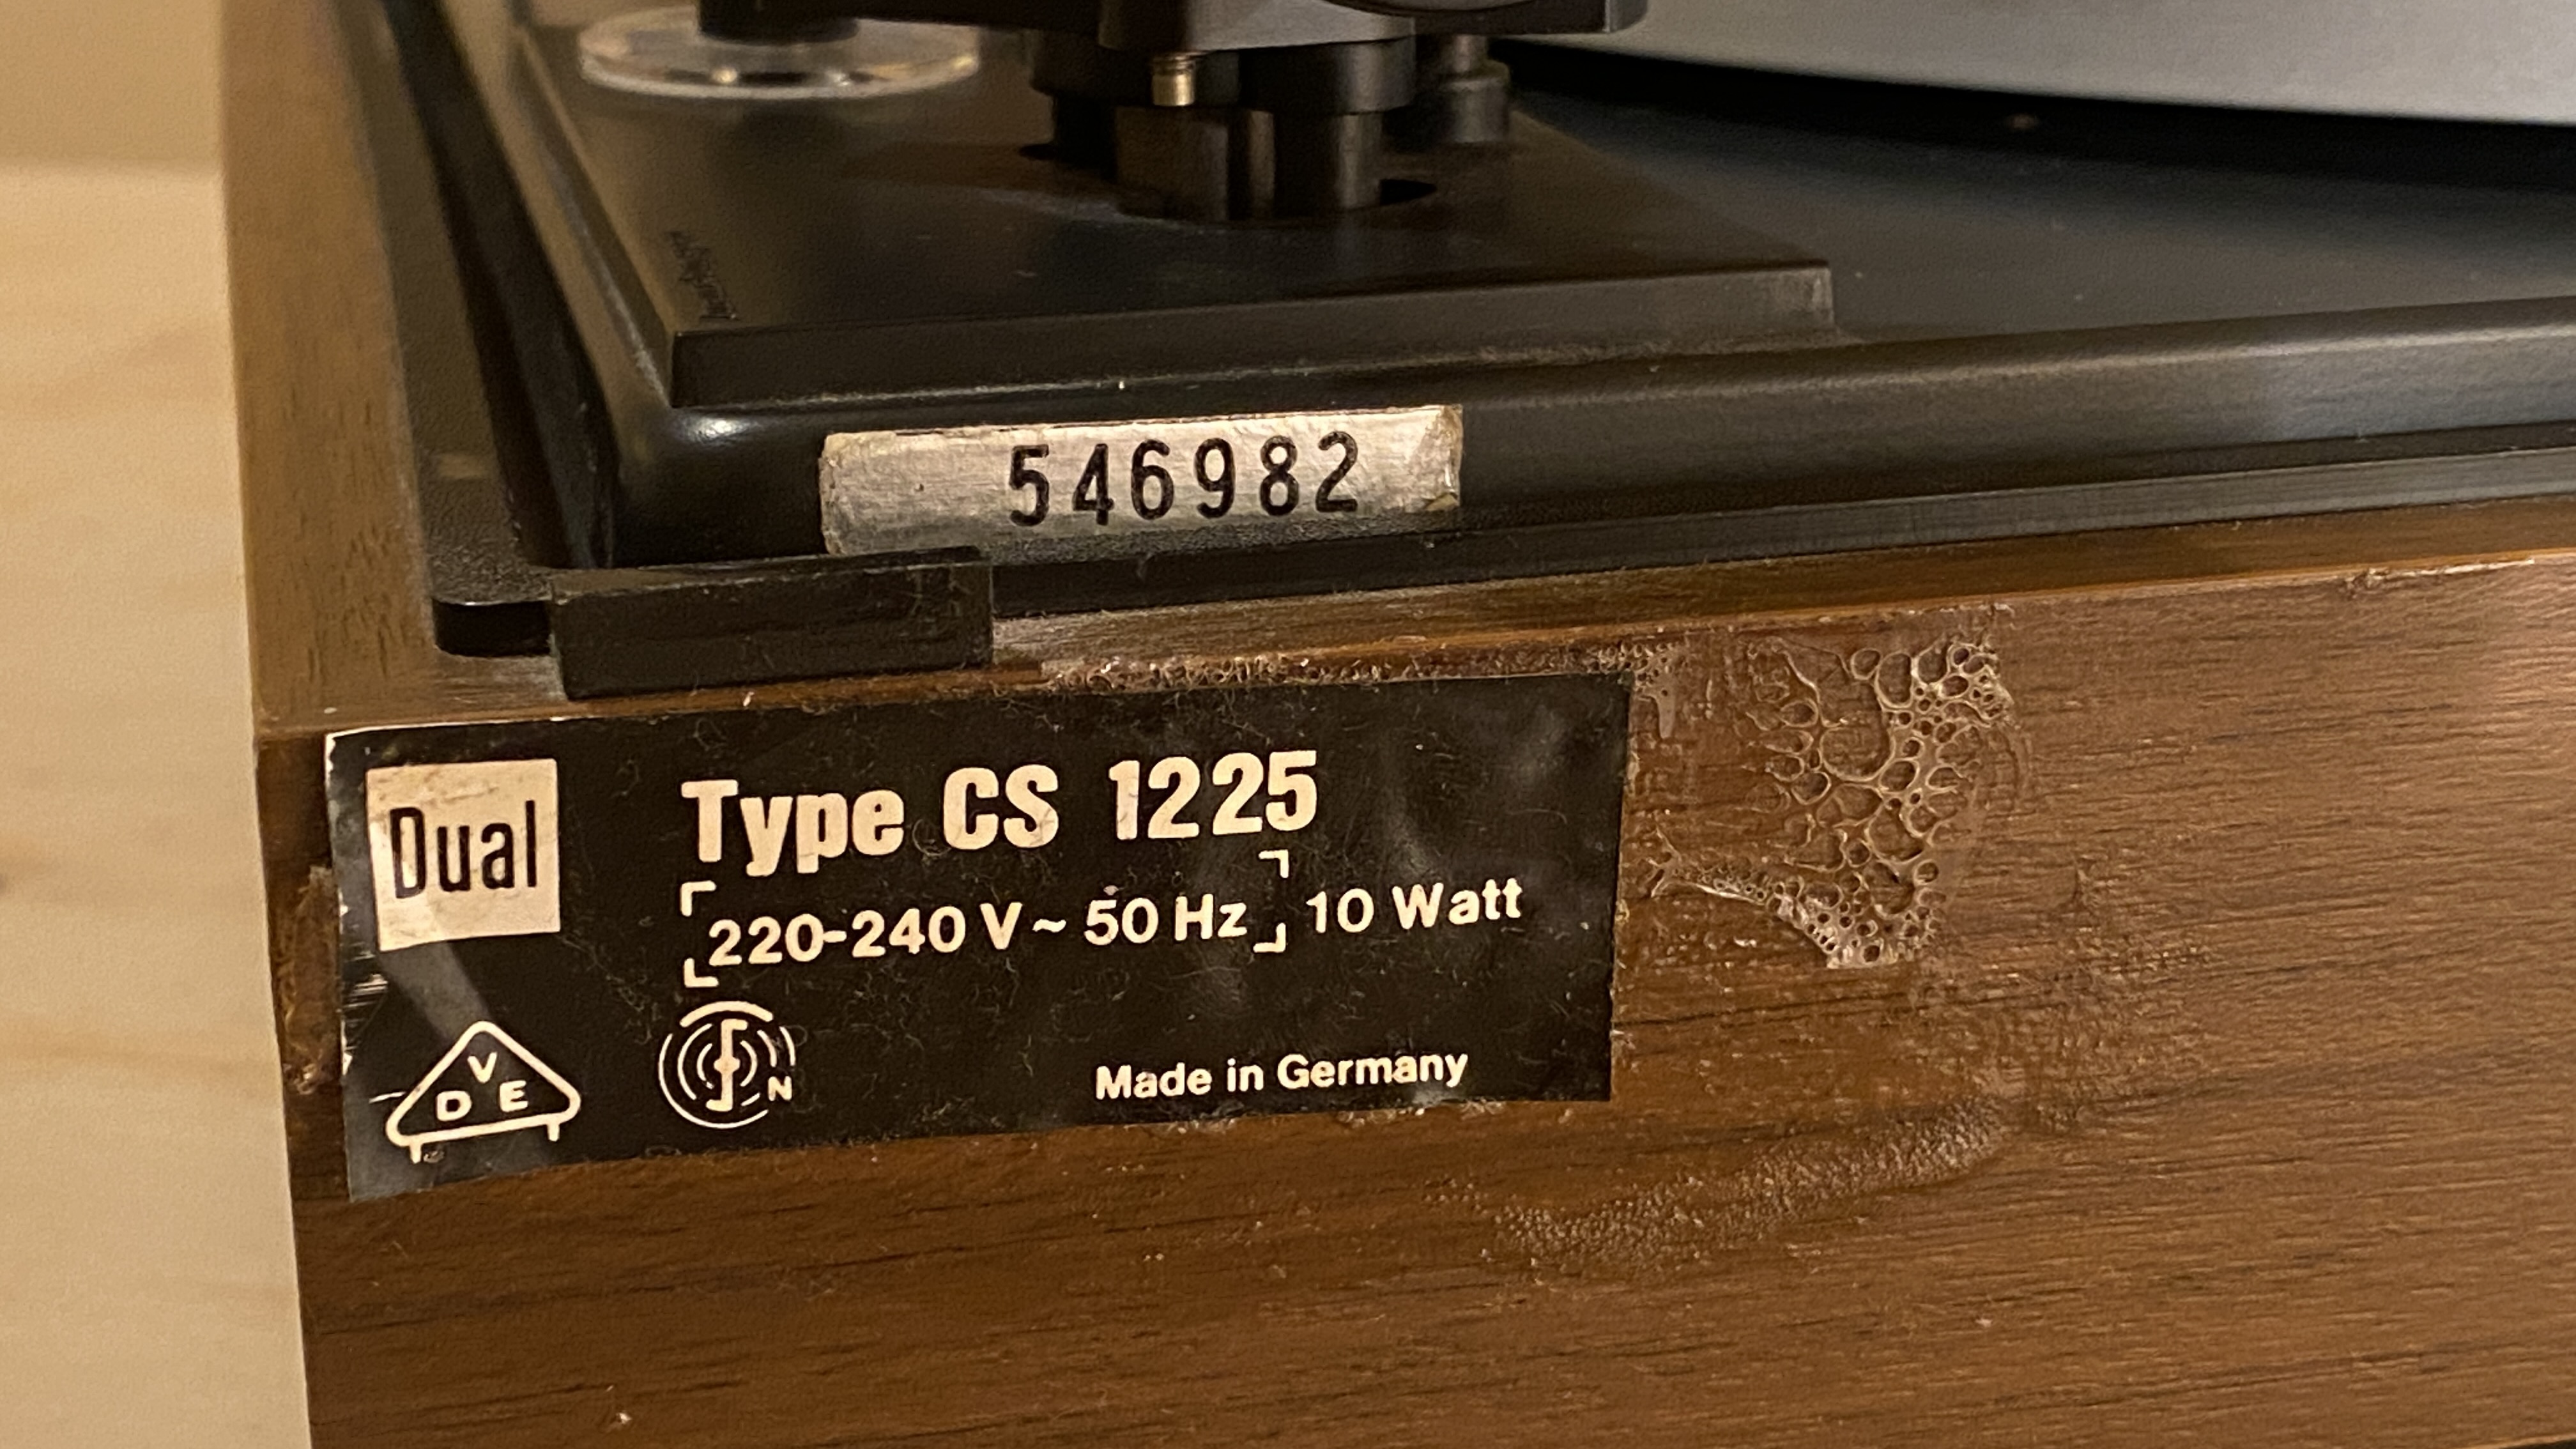 546982
Dual
Type CS 1225
220-240 V~ 50 Hz 10 Watt
V
D E
N
Made in Germany